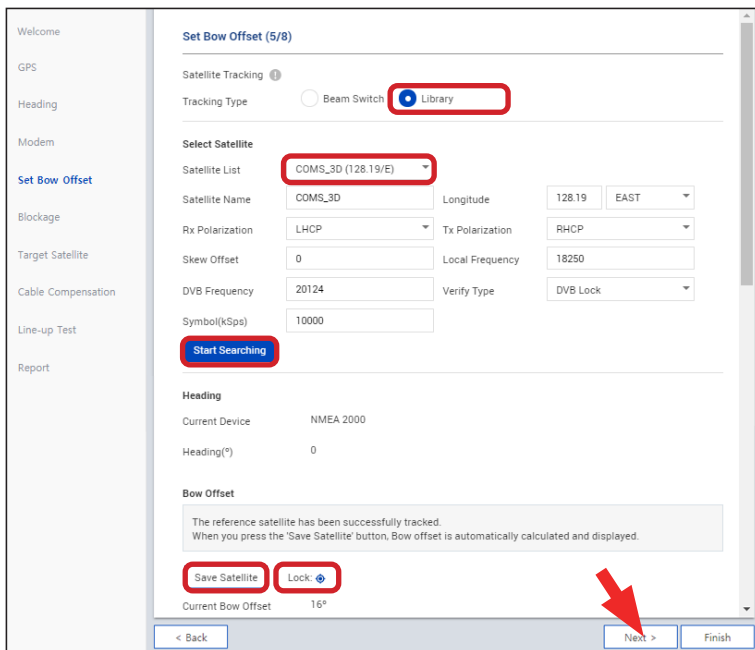 Welcome
GPS
Heading
Modem
Set Bow Offset
Blockage
Target Satellite
Cable Compensation
Line-up Test
Report
Set Bow Offset (5/8)
Satellite Tracking !
Tracking Type Beam Switch Library
Select Satellite
Satellite List COMS_3D (128.19/E)
Satellite Name COMS_3D Longitude 128.19 EAST
Rx Polarization LHCP Tx Polarization RHCP
Skew Offset 0 Local Frequency 18250
DVB Frequency 20124 Verify Type DVB Lock
Symbol(kSps) 10000
Start Searching
Heading
Current Device NMEA 2000
Heading(º) 0
Bow Offset
The reference satellite has been successfully tracked.
When you press the 'Save Satellite' button, Bow offset is automatically calculated and displayed.
Save Satellite Lock:
Current Bow Offset 16º
< Back Next > Finish